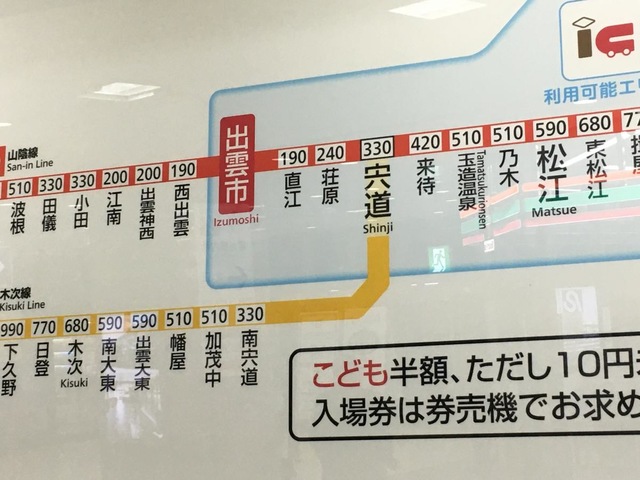 利用可能エリ
山陰線
San-in Line
510 330 330 200 200 190
波根 田儀 小田 江南 出雲神西 西出雲
出雲市
Izumoshi
190 240 330 420 510 510 590 680
直江 荘原 宍道 来待 玉造温泉 乃木 松江 東松江
Shinji
Tamatsukurionsen
Matsue
木次線
Kisuki Line
990 770 680 590 590 510 510 330
下久野 日登 木次 南大東 出雲大東 幡屋 加茂中 南宍道
Kisuki
こども半額、ただし10円
入場券は券売機でお求め